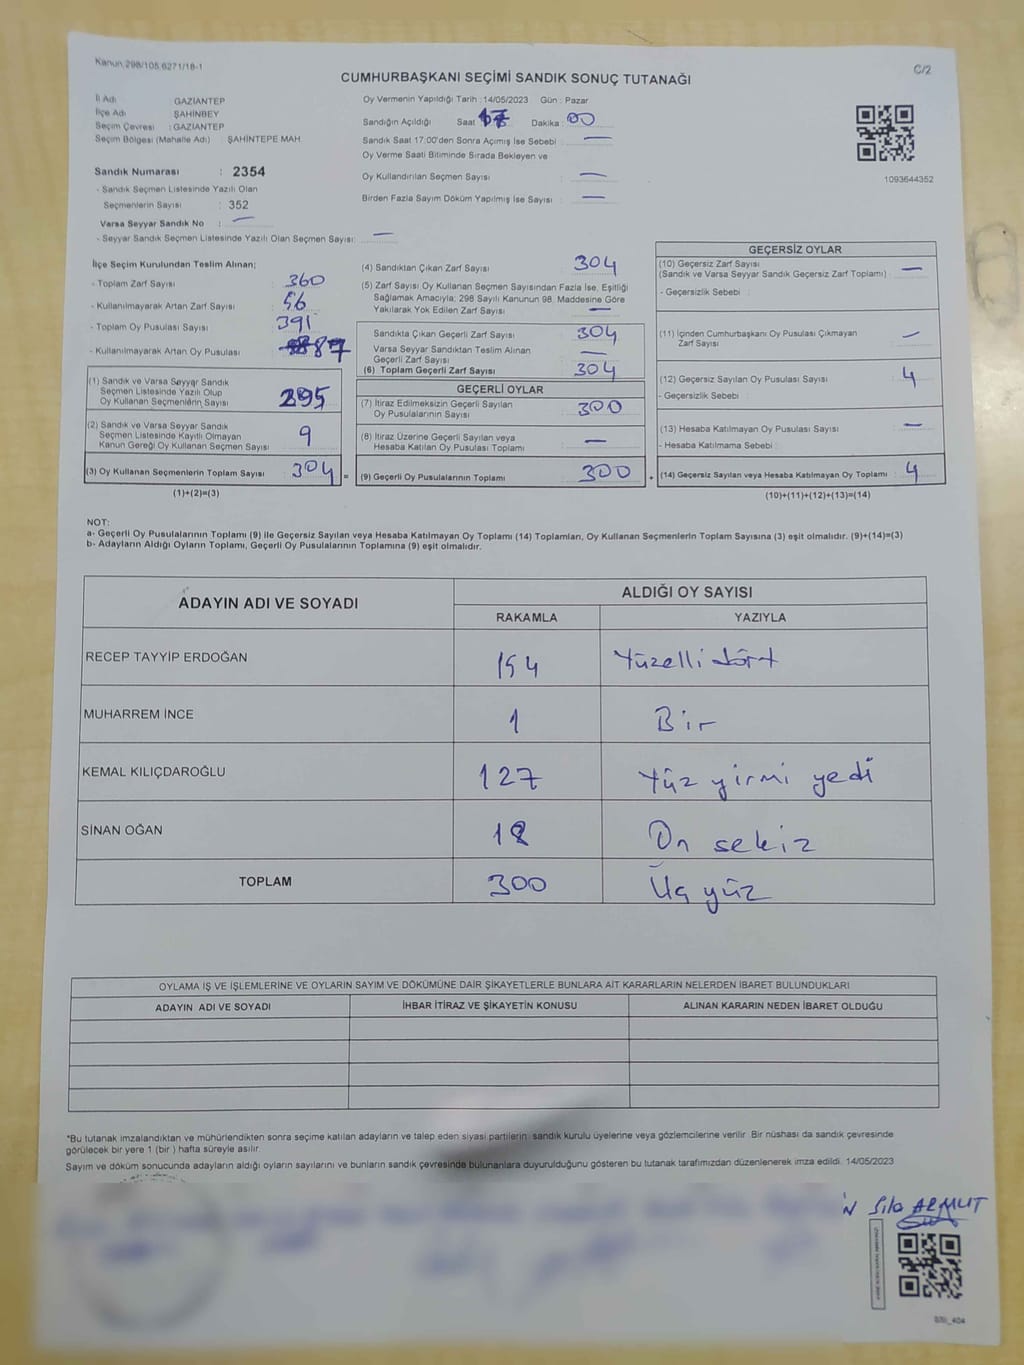 Kanun,298/105,6271/18-1
C/2
CUMHURBAŞKANI SEÇİMİ SANDIK SONUÇ TUTANAĞI
İl Adı GAZİANTEP
İlçe Adı ŞAHİNBEY
Seçim Çevresi : GAZİANTEP
Seçim Bölgesi (Mahalle Adı) : ŞAHİNTEPE MAH
Sandık Numarası : 2354
- Sandık Seçmen Listesinde Yazılı Olan
Seçmenlerin Sayısı : 352
Varsa Seyyar Sandık No : —
- Seyyar Sandık Seçmen Listesinde Yazılı Olan Seçmen Sayısı: —
Oy Vermenin Yapıldığı Tarih :14/05/2023 Gün : Pazar
Sandığın Açıldığı Saat 17 Dakika : 00
Sandık Saat 17:00'den Sonra Açımış İse Sebebi : —
Oy Verme Saati Bitiminde Sırada Bekleyen ve
Oy Kullandırılan Seçmen Sayısı —
Birden Fazla Sayım Döküm Yapılmış İse Sayısı : —
1093644352
İlçe Seçim Kurulundan Teslim Alınan;
- Toplam Zarf Sayısı : 360
- Kullanılmayarak Artan Zarf Sayısı : 56
- Toplam Oy Pusulası Sayısı : 391
- Kullanılmayarak Artan Oy Pusulası 87
(1) Sandık ve Varsa Seyyar Sandık
Seçmen Listesinde Yazılı Olup
Oy Kullanan Seçmenlerin Sayısı 295
(2) Sandık ve Varsa Seyyar Sandık
Seçmen Listesinde Kayıtlı Olmayan
Kanun Gereği Oy Kullanan Seçmen Sayısı 9
(3) Oy Kullanan Seçmenlerin Toplam Sayısı 304 =
(1)+(2)=(3)
(4) Sandıktan Çıkan Zarf Sayısı 304
(5) Zarf Sayısı Oy Kullanan Seçmen Sayısından Fazla İse, Eşitliği
Sağlamak Amacıyla; 298 Sayılı Kanunun 98. Maddesine Göre
Yakılarak Yok Edilen Zarf Sayısı —
Sandıkta Çıkan Geçerli Zarf Sayısı 304
Varsa Seyyar Sandıktan Teslim Alınan
Geçerli Zarf Sayısı —
(6) Toplam Geçerli Zarf Sayısı 304
GEÇERLİ OYLAR
(7) İtiraz Edilmeksizin Geçerli Sayılan
Oy Pusulalarının Sayısı 300
(8) İtiraz Üzerine Geçerli Sayılan veya
Hesaba Katılan Oy Pusulası Toplamı —
(9) Geçerli Oy Pusulalarının Toplamı 300 +
GEÇERSİZ OYLAR
(10) Geçersiz Zarf Sayısı
(Sandık ve Varsa Seyyar Sandık Geçersiz Zarf Toplamı) —
- Geçersizlik Sebebi :
(11) İçinden Cumhurbaşkanı Oy Pusulası Çıkmayan
Zarf Sayısı —
(12) Geçersiz Sayılan Oy Pusulası Sayısı 4
- Geçersizlik Sebebi :
(13) Hesaba Katılmayan Oy Pusulası Sayısı —
- Hesaba Katılmama Sebebi :
(14) Geçersiz Sayılan veya Hesaba Katılmayan Oy Toplamı 4
(10)+(11)+(12)+(13)=(14)
NOT:
a- Geçerli Oy Pusulalarının Toplamı (9) ile Geçersiz Sayılan veya Hesaba Katılmayan Oy Toplamı (14) Toplamları, Oy Kullanan Seçmenlerin Toplam Sayısına (3) eşit olmalıdır. (9)+(14)=(3)
b- Adayların Aldığı Oyların Toplamı, Geçerli Oy Pusulalarının Toplamına (9) eşit olmalıdır.
ADAYIN ADI VE SOYADI ALDIĞI OY SAYISI
RAKAMLA YAZIYLA
RECEP TAYYİP ERDOĞAN 154 Yüzelli dört
MUHARREM İNCE 1 Bir
KEMAL KILIÇDAROĞLU 127 Yüz yirmi yedi
SİNAN OĞAN 18 On sekiz
TOPLAM 300 Üç yüz
OYLAMA İŞ VE İŞLEMLERİNE VE OYLARIN SAYIM VE DÖKÜMÜNE DAİR ŞİKAYETLERLE BUNLARA AİT KARARLARIN NELERDEN İBARET BULUNDUKLARI
ADAYIN ADI VE SOYADI İHBAR İTİRAZ VE ŞİKAYETİN KONUSU ALINAN KARARIN NEDEN İBARET OLDUĞU
*Bu tutanak imzalandıktan ve mühürlendikten sonra seçime katılan adayların ve talep eden siyasi partilerin sandık kurulu üyelerine veya gözlemcilerine verilir. Bir nüshası da sandık çevresinde
görülecek bir yere 1 (bir ) hafta süreyle asılır.
Sayım ve döküm sonucunda adayların aldığı oyların sayılarını ve bunların sandık çevresinde bulunanlara duyurulduğunu gösteren bu tutanak tarafımızdan düzenlenerek imza edildi. 14/05/2023
Sıla ARMUT